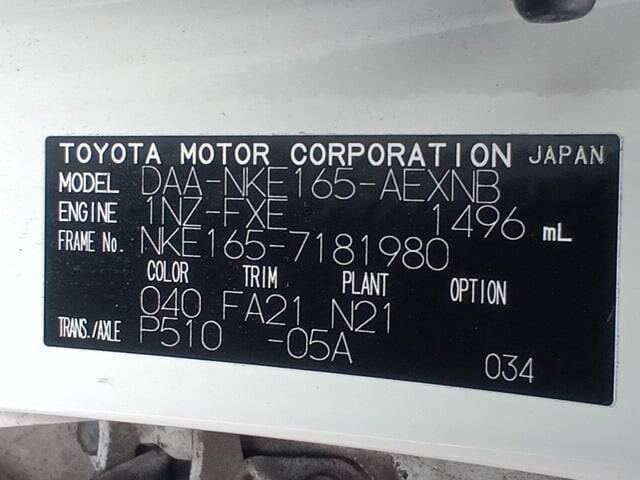 TOYOTA MOTOR CORPORATION JAPAN
MODEL DAA-NKE165-AEXNB
ENGINE 1NZ-FXE 1496 mL
FRAME No. NKE165-7181980
COLOR TRIM PLANT OPTION
040 FA21 N21
TRANS./AXLE P510 -05A
034